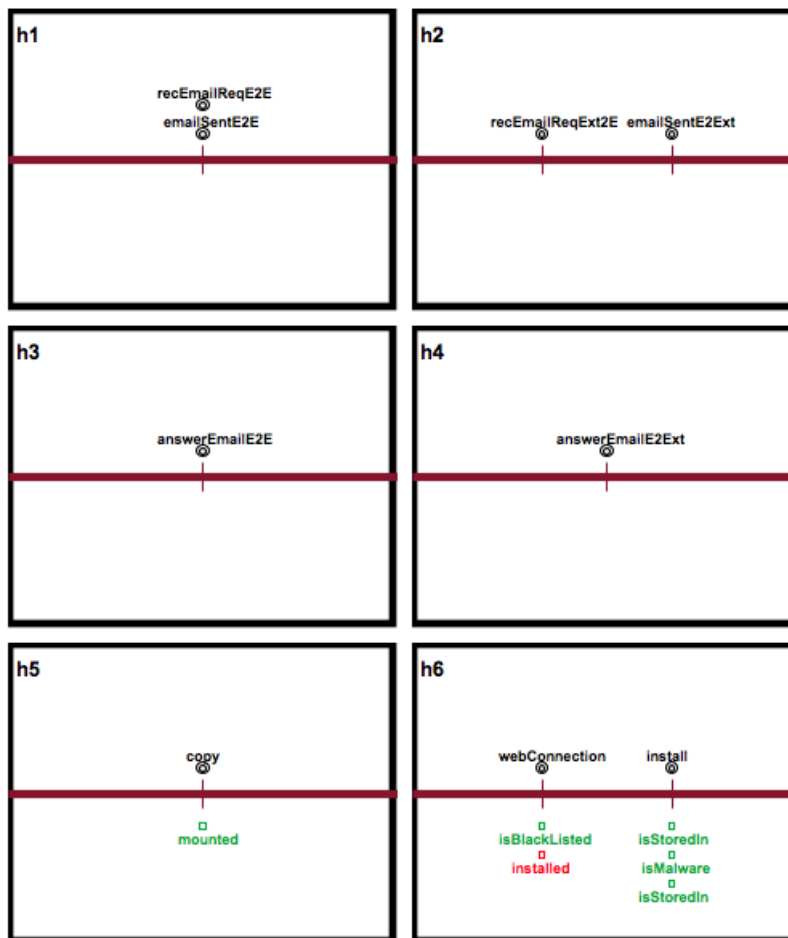 h1
recEmailReqE2E
emailSentE2E
h2
recEmailReqExt2E emailSentE2Ext
h3
answerEmailE2E
h4
answerEmailE2Ext
h5
copy
mounted
h6
webConnection install
isBlackListed isStoredIn
installed isMalware
isStoredIn